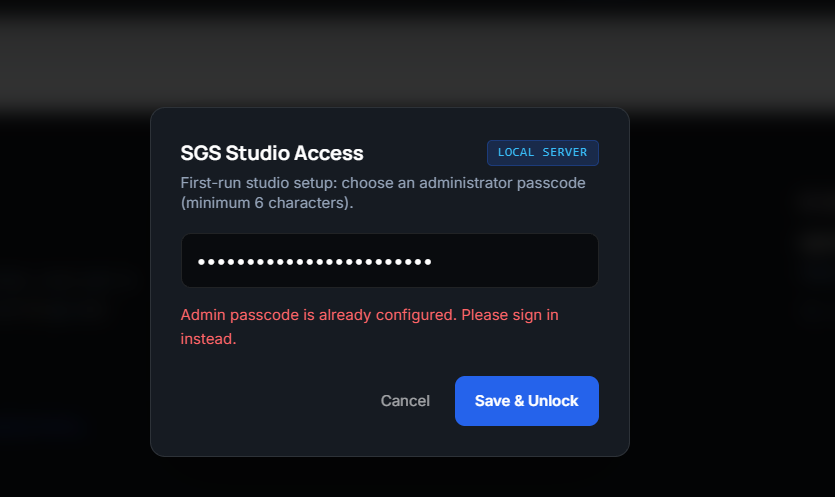 SGS Studio Access
LOCAL SERVER
First-run studio setup: choose an administrator passcode
(minimum 6 characters).
••••••••••••••••••••••••
Admin passcode is already configured. Please sign in
instead.
Cancel
Save & Unlock